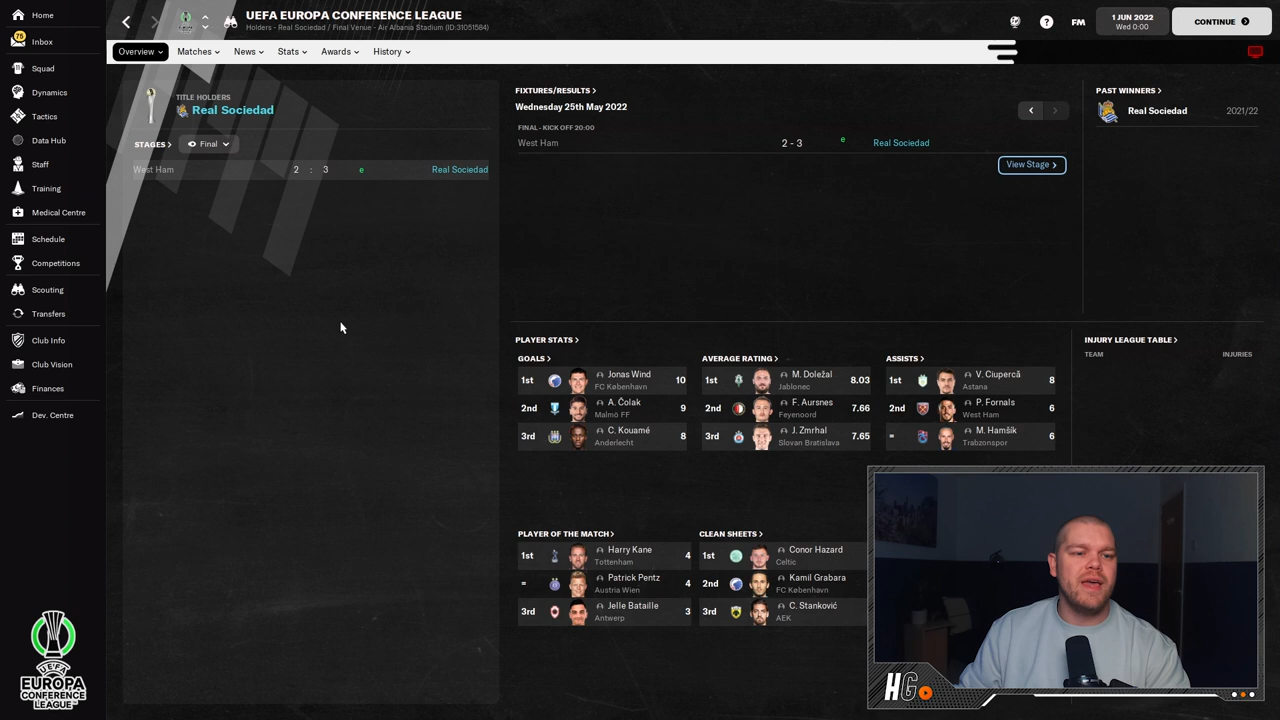 UEFA EUROPA CONFERENCE LEAGUE
Holders - Real Sociedad / Final Venue - Air Albania Stadium (ID:31051584)
FM
1 JUN 2022
Wed 0:00
CONTINUE
Home
75
Inbox
Squad
Dynamics
Tactics
Data Hub
Staff
Training
Medical Centre
Schedule
Competitions
Scouting
Transfers
Club Info
Club Vision
Finances
Dev. Centre
UEFA
EUROPA
CONFERENCE
LEAGUE
Overview
Matches
News
Stats
Awards
History
TITLE HOLDERS
Real Sociedad
STAGES
Final
West Ham 2 : 3 e Real Sociedad
FIXTURES/RESULTS
Wednesday 25th May 2022
FINAL - KICK OFF 20:00
West Ham 2 - 3 e Real Sociedad
View Stage
PAST WINNERS
Real Sociedad 2021/22
PLAYER STATS
GOALS
1st Jonas Wind 10
FC København
2nd A. Čolak 9
Malmö FF
3rd C. Kouamé 8
Anderlecht
AVERAGE RATING
1st M. Doležal 8.03
Jablonec
2nd F. Aursnes 7.66
Feyenoord
3rd J. Zmrhal 7.65
Slovan Bratislava
ASSISTS
1st V. Ciupercă 8
Astana
2nd P. Fornals 6
West Ham
= M. Hamšík 6
Trabzonspor
INJURY LEAGUE TABLE
TEAM INJURIES
PLAYER OF THE MATCH
1st Harry Kane 4
Tottenham
= Patrick Pentz 4
Austria Wien
3rd Jelle Bataille 3
Antwerp
CLEAN SHEETS
1st Conor Hazard
Celtic
2nd Kamil Grabara
FC København
3rd C. Stanković
AEK
HG